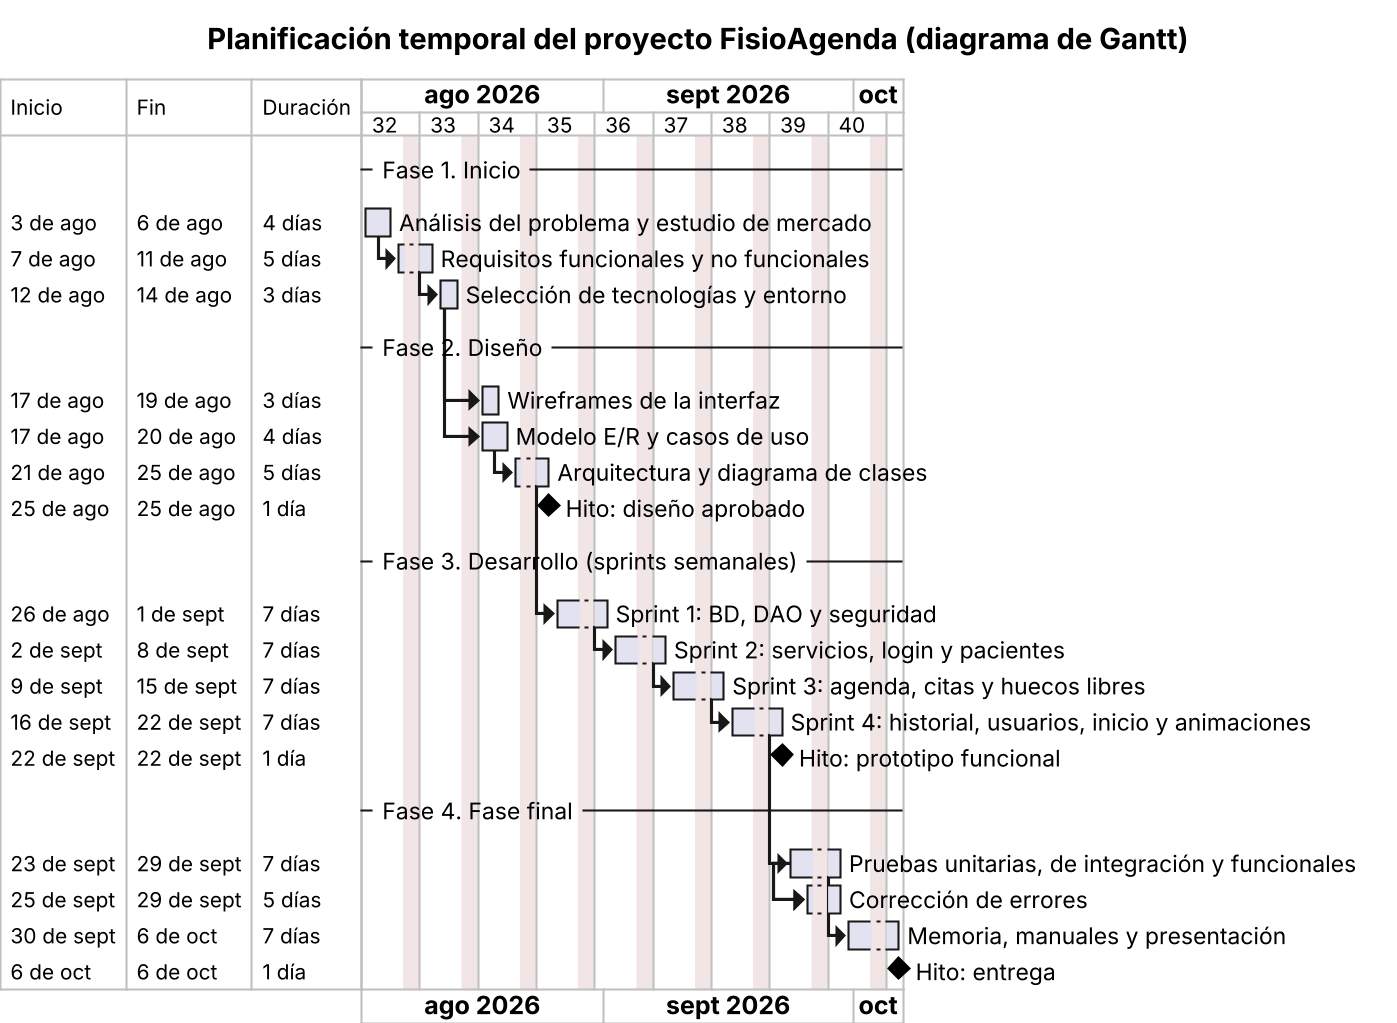 Planificación temporal del proyecto FisioAgenda (diagrama de Gantt)
Inicio Fin Duración ago 2026 sept 2026 oct
32 33 34 35 36 37 38 39 40
Fase 1. Inicio
3 de ago 6 de ago 4 días Análisis del problema y estudio de mercado
7 de ago 11 de ago 5 días Requisitos funcionales y no funcionales
12 de ago 14 de ago 3 días Selección de tecnologías y entorno
Fase 2. Diseño
17 de ago 19 de ago 3 días Wireframes de la interfaz
17 de ago 20 de ago 4 días Modelo E/R y casos de uso
21 de ago 25 de ago 5 días Arquitectura y diagrama de clases
25 de ago 25 de ago 1 día Hito: diseño aprobado
Fase 3. Desarrollo (sprints semanales)
26 de ago 1 de sept 7 días Sprint 1: BD, DAO y seguridad
2 de sept 8 de sept 7 días Sprint 2: servicios, login y pacientes
9 de sept 15 de sept 7 días Sprint 3: agenda, citas y huecos libres
16 de sept 22 de sept 7 días Sprint 4: historial, usuarios, inicio y animaciones
22 de sept 22 de sept 1 día Hito: prototipo funcional
Fase 4. Fase final
23 de sept 29 de sept 7 días Pruebas unitarias, de integración y funcionales
25 de sept 29 de sept 5 días Corrección de errores
30 de sept 6 de oct 7 días Memoria, manuales y presentación
6 de oct 6 de oct 1 día Hito: entrega
ago 2026 sept 2026 oct